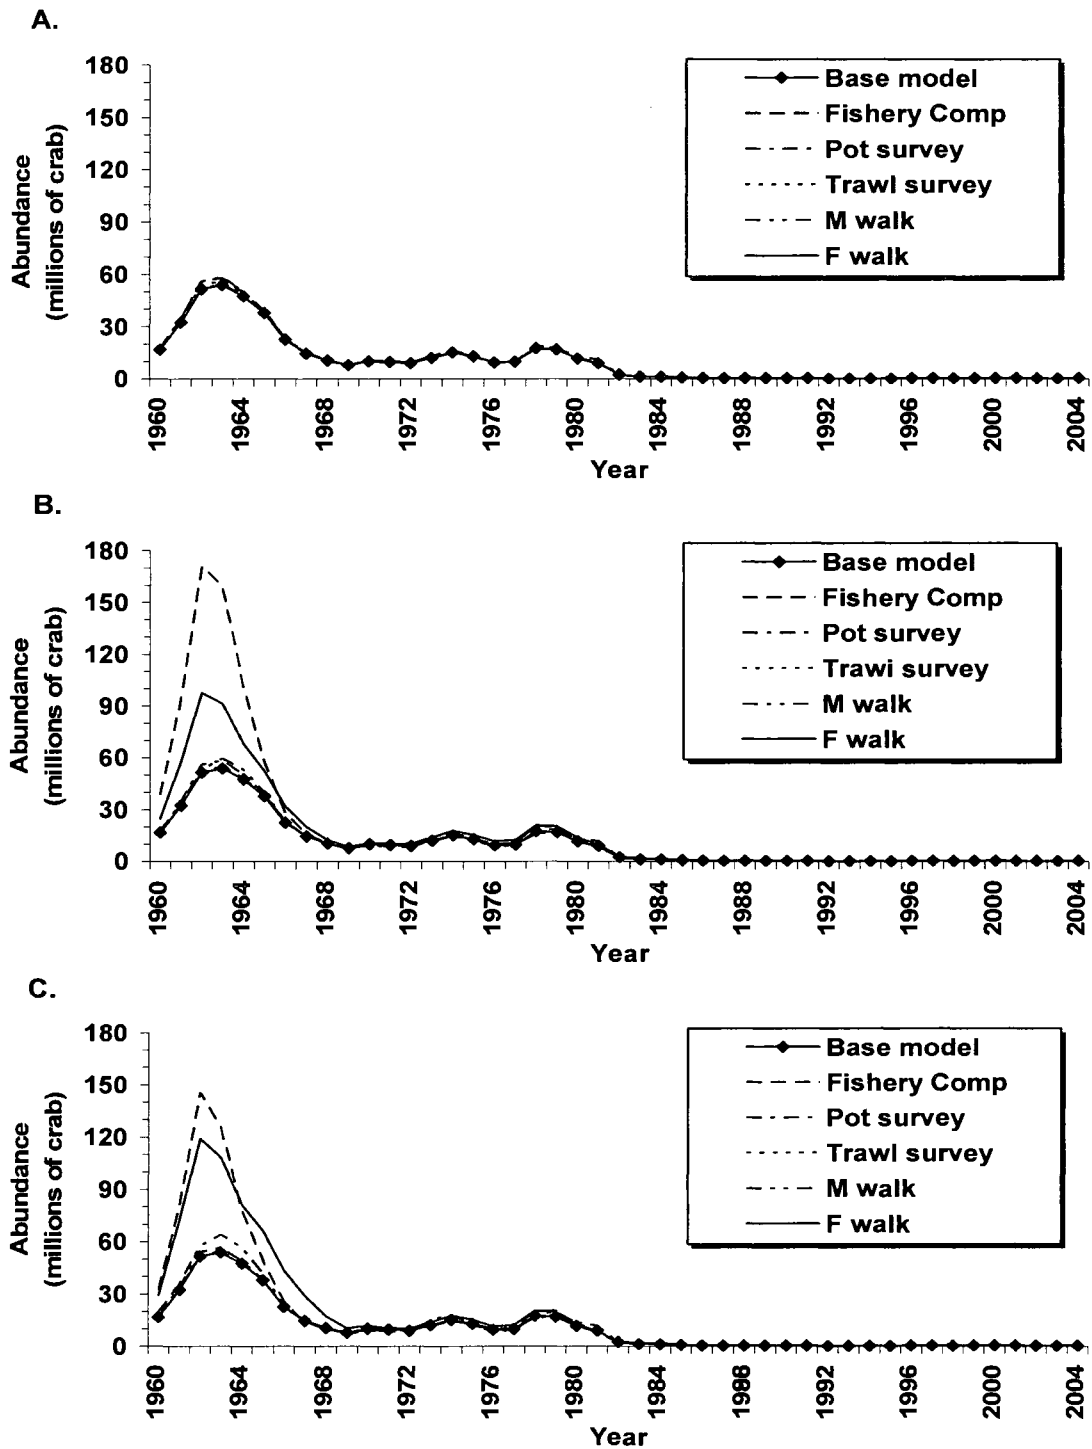 A.
180
150
120
90
60
30
0
Abundance
(millions of crab)
Base model
Fishery Comp
Pot survey
Trawl survey
M walk
F walk
1960
1964
1968
1972
1976
1980
1984
1988
1992
1996
2000
2004
Year
B.
180
150
120
90
60
30
0
Abundance
(millions of crab)
Base model
Fishery Comp
Pot survey
Trawl survey
M walk
F walk
1960
1964
1968
1972
1976
1980
1984
1988
1992
1996
2000
2004
Year
C.
180
150
120
90
60
30
0
Abundance
(millions of crab)
Base model
Fishery Comp
Pot survey
Trawl survey
M walk
F walk
1960
1964
1968
1972
1976
1980
1984
1988
1992
1996
2000
2004
Year